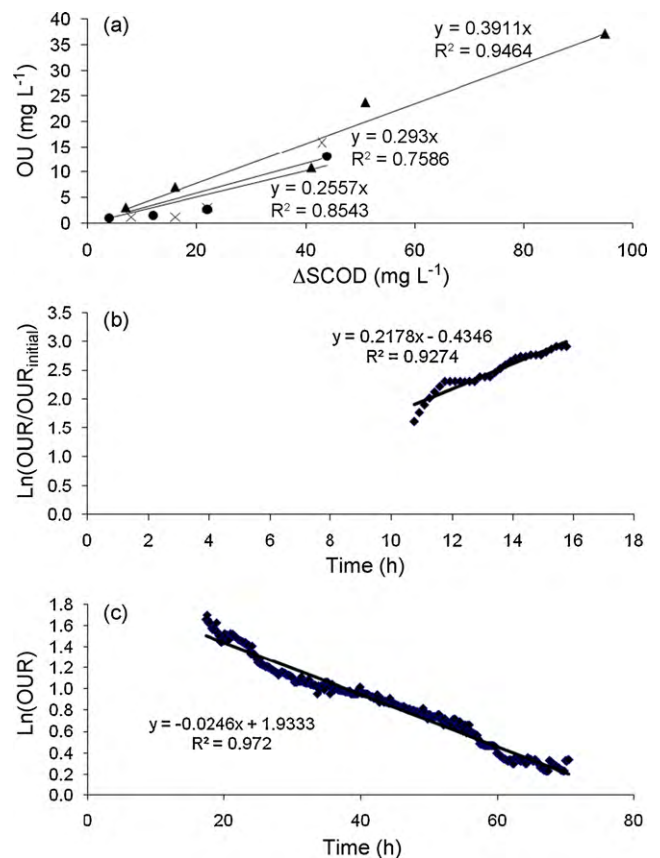 (a)
y = 0.3911x
R² = 0.9464
y = 0.293x
R² = 0.7586
y = 0.2557x
R² = 0.8543
OU (mg L⁻¹)
40
35
30
25
20
15
10
5
0
0 20 40 60 80 100
ΔSCOD (mg L⁻¹)
(b)
y = 0.2178x - 0.4346
R² = 0.9274
Ln(OUR/OURinitial)
3.5
3.0
2.5
2.0
1.5
1.0
0.5
0.0
0 2 4 6 8 10 12 14 16 18
Time (h)
(c)
y = -0.0246x + 1.9333
R² = 0.972
Ln(OUR)
1.8
1.6
1.4
1.2
1.0
0.8
0.6
0.4
0.2
0.0
0 20 40 60 80
Time (h)